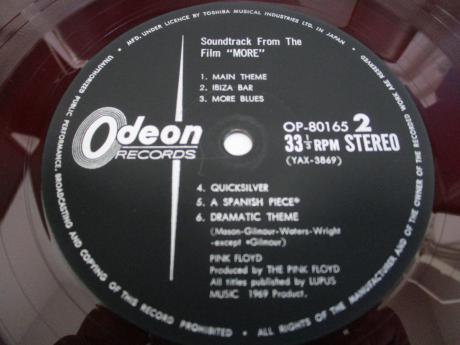 • MFD. UNDER LICENCE BY TOSHIBA MUSICAL INDUSTRIES LTD. IN JAPAN •
Soundtrack From The
Film "MORE"
1. MAIN THEME
2. IBIZA BAR
3. MORE BLUES
Odeon
RECORDS
OP-80165 2
33⅓ RPM STEREO
(YAX-3869)
4. QUICKSILVER
5. A SPANISH PIECE*
6. DRAMATIC THEME
(Mason-Gilmour-Waters-Wright
-except *Gilmour)
PINK FLOYD
Produced by THE PINK FLOYD
All titles published by LUPUS
MUSIC 1969 Product.
UNAUTHORIZED PUBLIC PERFORMANCE, BROADCASTING AND COPYING OF THIS RECORD PROHIBITED • ALL RIGHTS OF THE MANUFACTURER AND OF THE OWNER OF THE RECORDED WORK ARE RESERVED